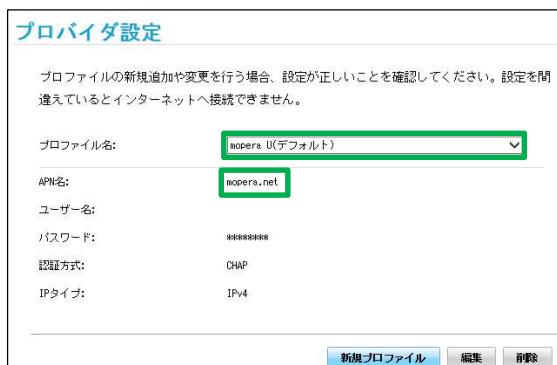 プロバイダ設定
プロファイルの新規追加や変更を行う場合、設定が正しいことを確認してください。設定を間
違えているとインターネットへ接続できません。
プロファイル名: mopera U(デフォルト)
APN名: mopera.net
ユーザー名:
パスワード: ********
認証方式: CHAP
IPタイプ: IPv4
新規プロファイル 編集 削除